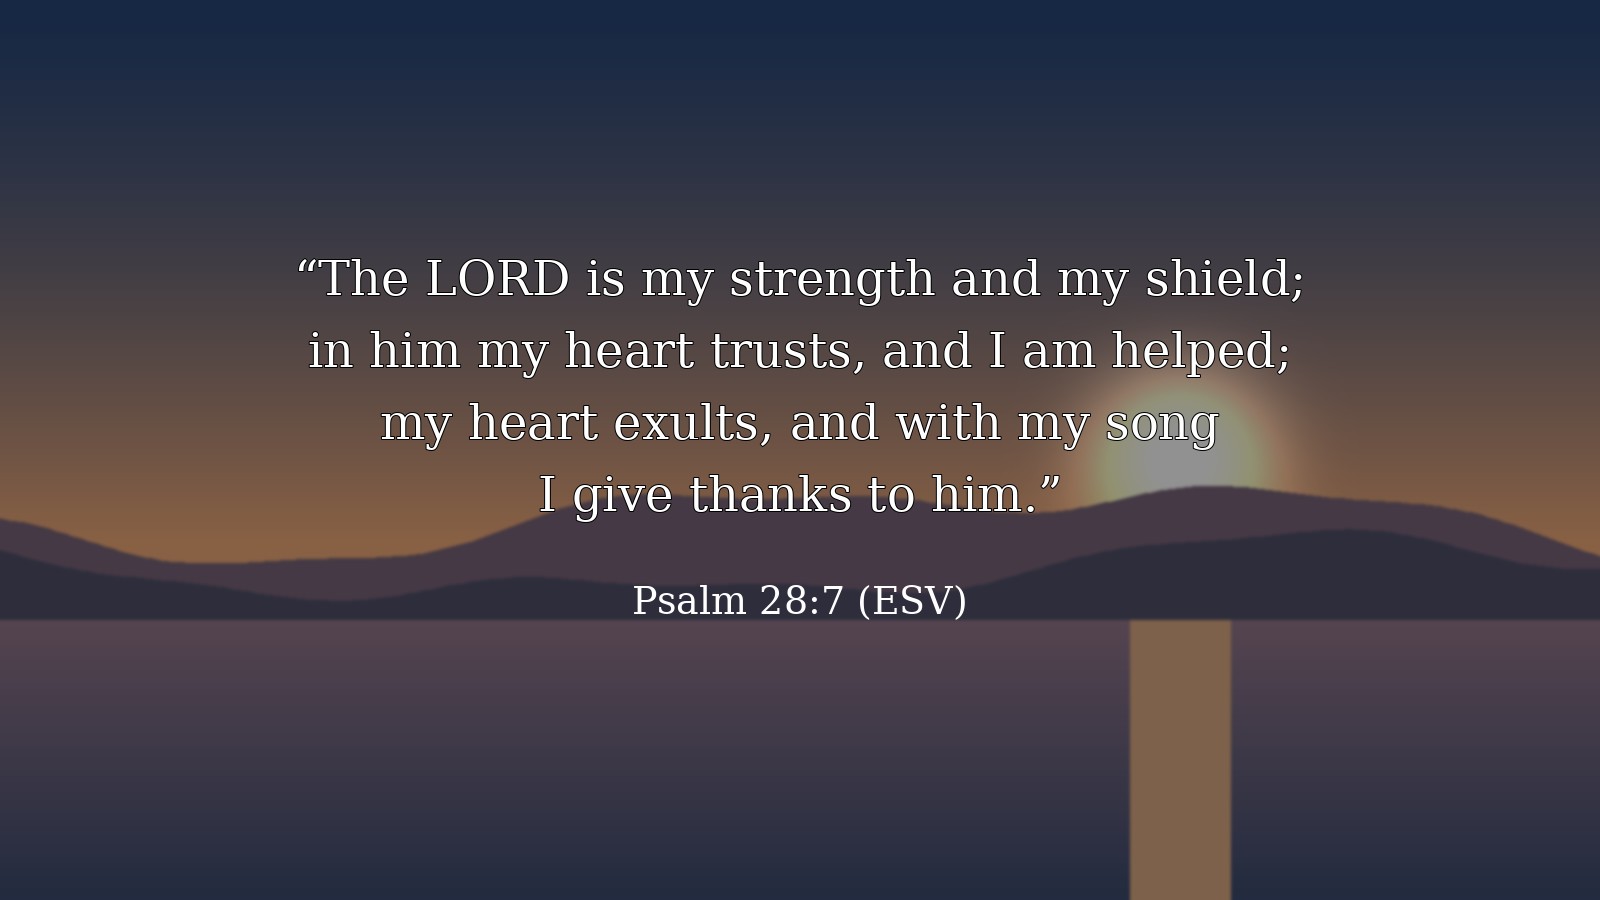 “The LORD is my strength and my shield;
in him my heart trusts, and I am helped;
my heart exults, and with my song
I give thanks to him.”
Psalm 28:7 (ESV)